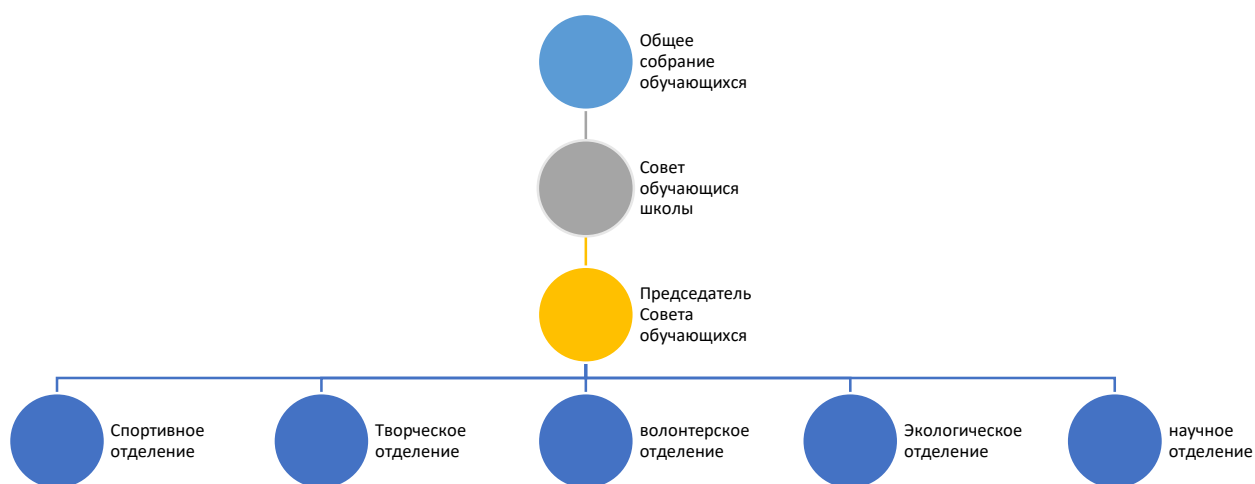 Общее
собрание
обучающихся
Совет
обучающися
школы
Председатель
Совета
обучающихся
Спортивное
отделение
Творческое
отделение
волонтерское
отделение
Экологическое
отделение
научное
отделение